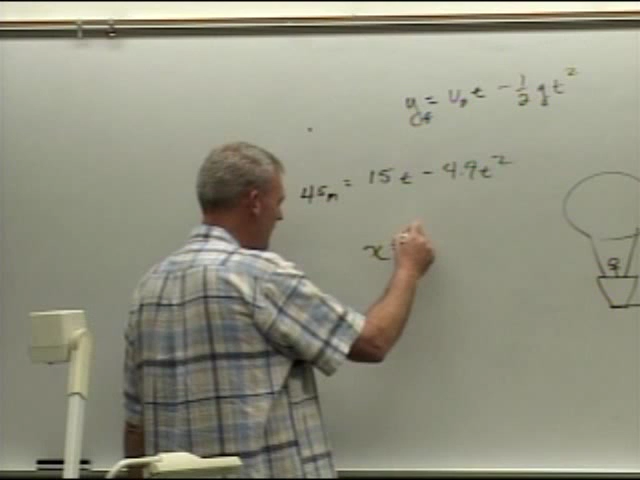 y = v₀t - ½gt²
45m = 15t - 4.9t²
x =